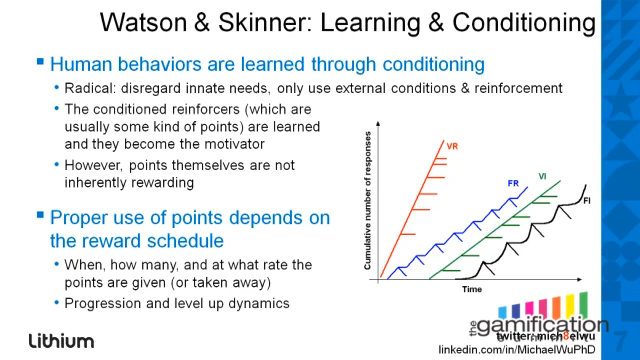 Watson & Skinner: Learning & Conditioning
Human behaviors are learned through conditioning
Radical: disregard innate needs, only use external conditions & reinforcement
The conditioned reinforcers (which are
usually some kind of points) are learned
and they become the motivator
However, points themselves are not
inherently rewarding
Proper use of points depends on
the reward schedule
When, how many, and at what rate the
points are given (or taken away)
Progression and level up dynamics
Cumulative number of responses
VR
FR
VI
FI
Time
Lithium
the gamification
twitter: mich8elwu
linkedin.com/in/MichaelWuPhD
7